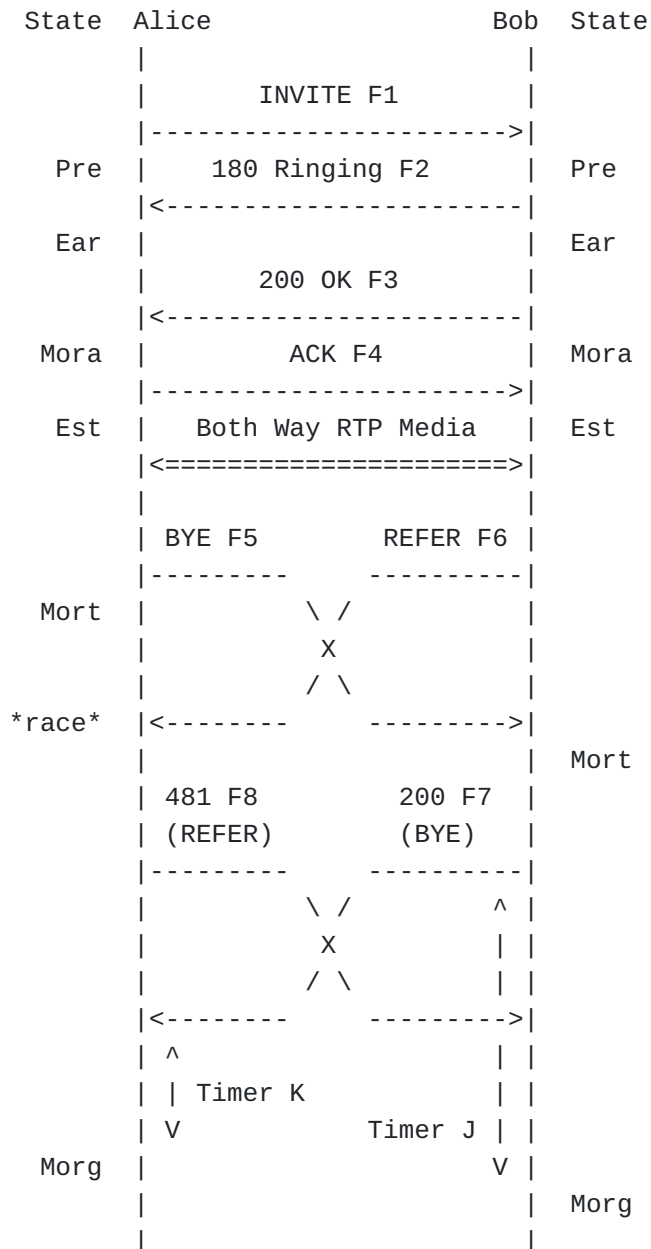 State  Alice                  Bob  State
       |                        |
       |       INVITE F1        |
       |----------------------->|
  Pre  |    180 Ringing F2      |  Pre
       |<-----------------------|
  Ear  |                        |  Ear
       |       200 OK F3        |
       |<-----------------------|
 Mora  |         ACK F4         |  Mora
       |----------------------->|
  Est  |   Both Way RTP Media   |  Est
       |<======================>|
       |                        |
       | BYE F5        REFER F6 |
       |---------     ----------|
 Mort  |          \ /           |
       |           X            |
       |          / \           |
*race* |<--------     --------->|
       |                        |  Mort
       | 481 F8         200 F7  |
       | (REFER)        (BYE)   |
       |---------     ----------|
       |          \ /         ^ |
       |           X          | |
       |          / \         | |
       |<--------     --------->|
       | ^                    | |
       | | Timer K            | |
       | V            Timer J | |
 Morg  |                      V |
       |                        |  Morg
       |                        |